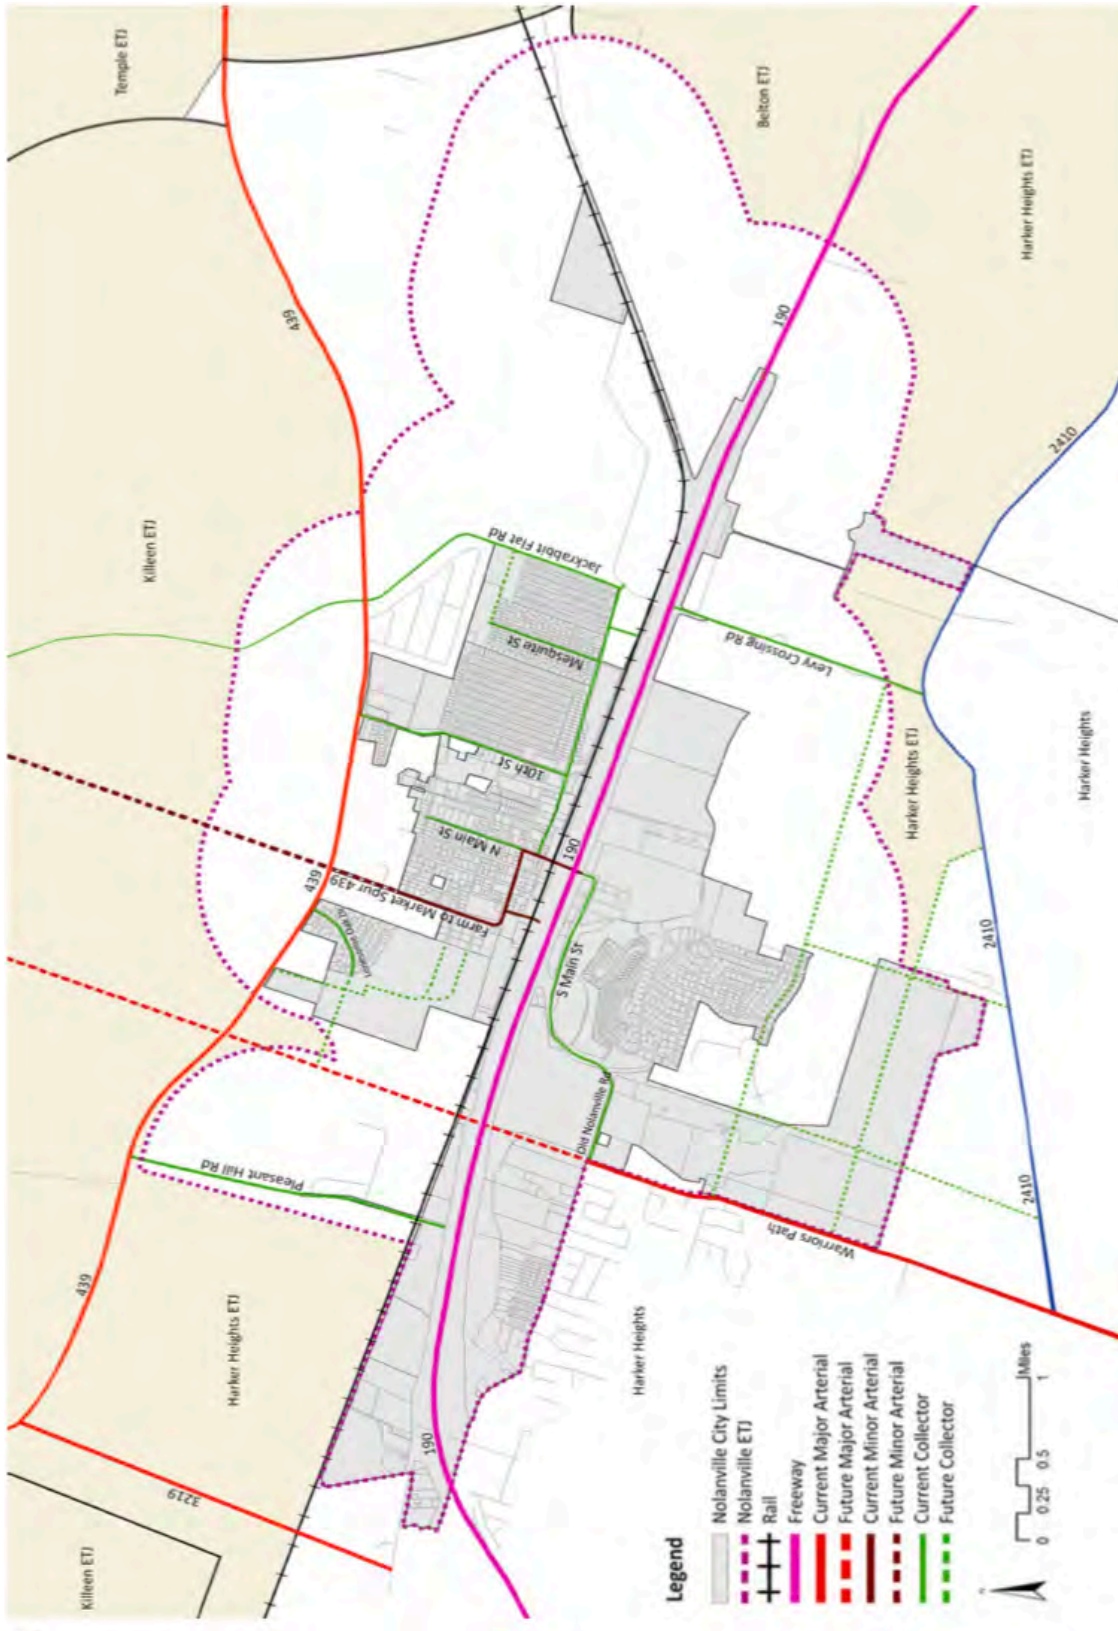 Killeen ETJ
3219
Harker Heights ETJ
439
Pleasant Hill Rd
439
Farm to Market Spur 439
N Main St
10th St
Mesquite St
Jackrabbit Flat Rd
Killeen ETJ
439
Temple ETJ
190
Harker Heights
Warriors Path
Old Nolanville Rd
S Main St
190
Levy Crossing Rd
190
Belton ETJ
2410
2410
Harker Heights ETJ
Harker Heights
2410
Harker Heights ETJ
Legend
Nolanville City Limits
Nolanville ETJ
Rail
Freeway
Current Major Arterial
Future Major Arterial
Current Minor Arterial
Future Minor Arterial
Current Collector
Future Collector
0 0.25 0.5 1
Miles